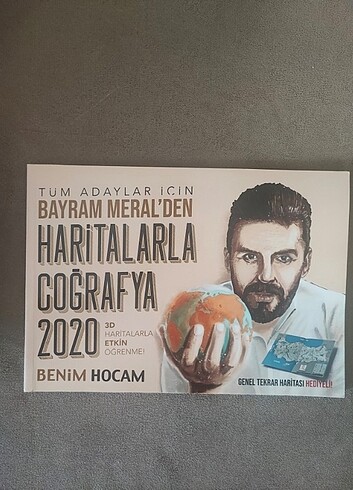 TÜM ADAYLAR İÇİN
BAYRAM MERAL'DEN
HARİTALARLA
COĞRAFYA
2020
3D
HARİTALARLA
ETKİN
ÖĞRENME!
BENİM HOCAM
GENEL TEKRAR HARİTASI HEDİYELİ!